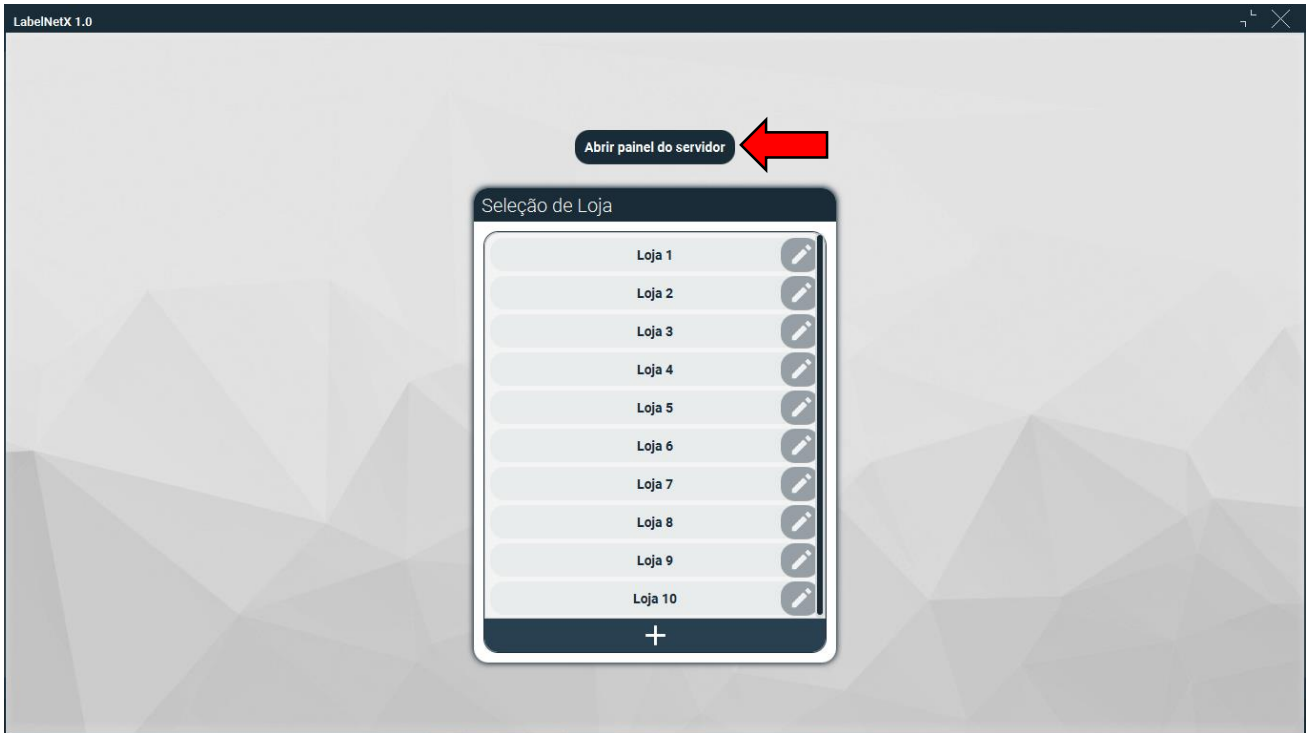 LabelNetX 1.0
Abrir painel do servidor
Seleção de Loja
Loja 1
Loja 2
Loja 3
Loja 4
Loja 5
Loja 6
Loja 7
Loja 8
Loja 9
Loja 10
+